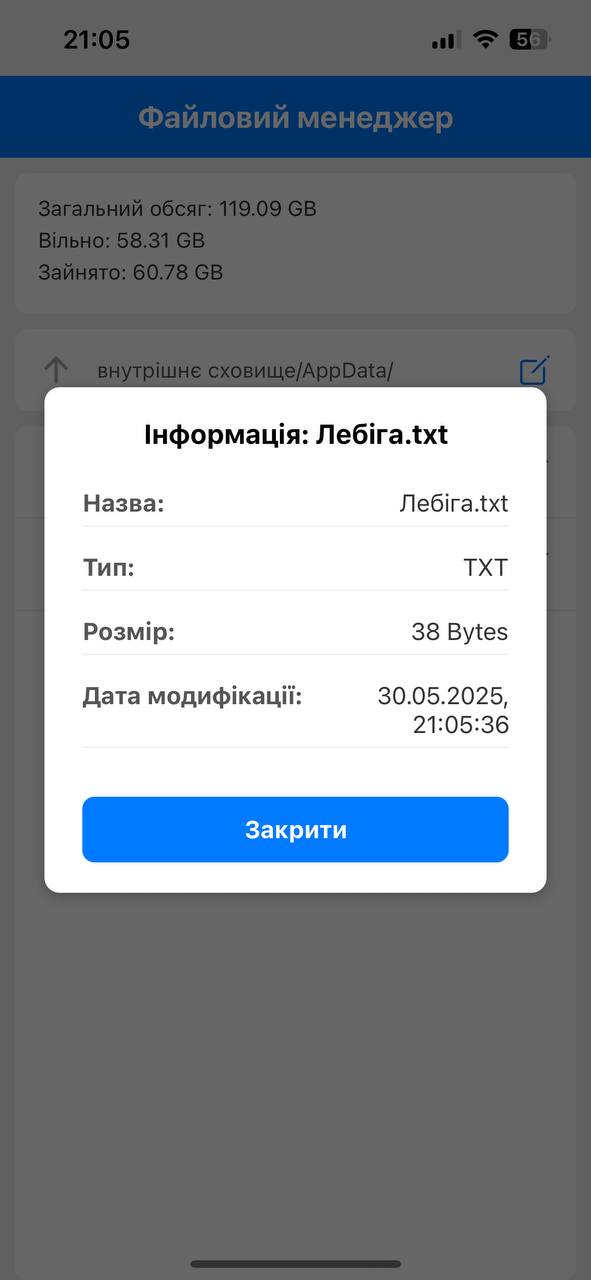 21:05
56
Файловий менеджер
Загальний обсяг: 119.09 GB
Вільно: 58.31 GB
Зайнято: 60.78 GB
внутрішнє сховище/AppData/
Інформація: Лебіга.txt
Назва: Лебіга.txt
Тип: TXT
Розмір: 38 Bytes
Дата модифікації: 30.05.2025,
21:05:36
Закрити